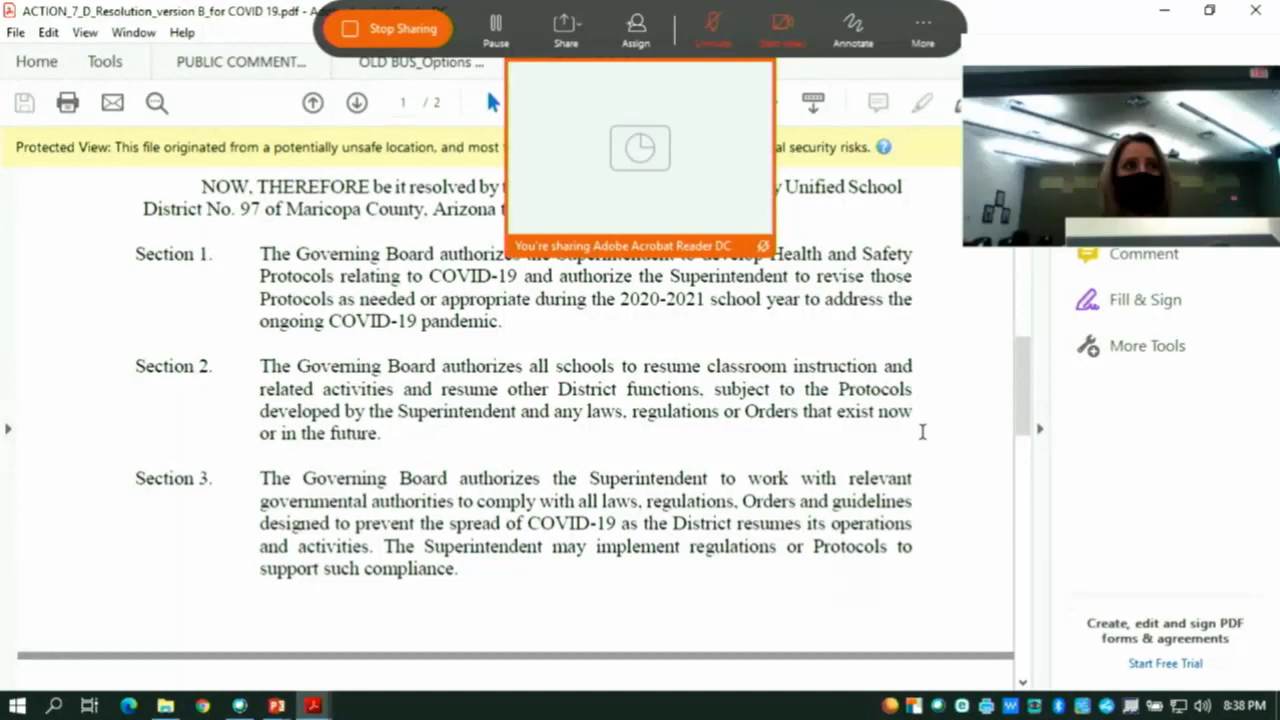 ACTION_7_D_Resolution_version B_for COVID 19.pdf -
File Edit View Window Help
Stop Sharing
Pause
Share
Assign
Annotate
More
Home Tools PUBLIC COMMENT... OLD BUS_Options ...
1 / 2
Protected View: This file originated from a potentially unsafe location, and most security risks.
You're sharing Adobe Acrobat Reader DC
NOW, THEREFORE be it resolved by Unified School
District No. 97 of Maricopa County, Arizona
Section 1. The Governing Board Health and Safety
Protocols relating to COVID-19 and authorize the Superintendent to revise those
Protocols as needed or appropriate during the 2020-2021 school year to address the
ongoing COVID-19 pandemic.
Section 2. The Governing Board authorizes all schools to resume classroom instruction and
related activities and resume other District functions, subject to the Protocols
developed by the Superintendent and any laws, regulations or Orders that exist now
or in the future.
Section 3. The Governing Board authorizes the Superintendent to work with relevant
governmental authorities to comply with all laws, regulations, Orders and guidelines
designed to prevent the spread of COVID-19 as the District resumes its operations
and activities. The Superintendent may implement regulations or Protocols to
support such compliance.
Comment
Fill & Sign
More Tools
Create, edit and sign PDF
forms & agreements
Start Free Trial
8:38 PM